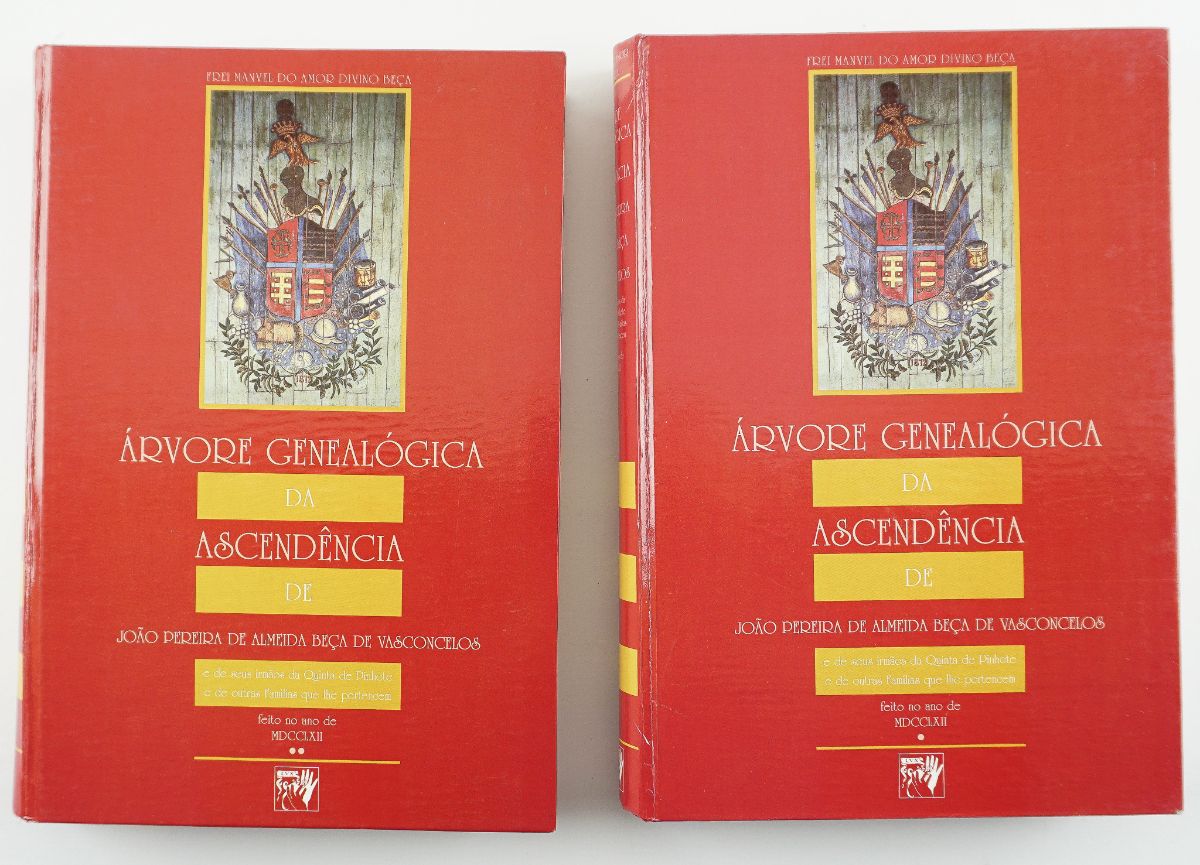 FREI MANVEL DO AMOR DIVINO BEÇA
1812
ÁRVORE GENEALÓGICA
DA
ASCENDÊNCIA
DE
JOÃO PEREIRA DE ALMEIDA BEÇA DE VASCONCELOS
e de seus irmãos da Quinta de Pinhote
e de outras Famílias que lhe pertencem
feito no ano de
MDCCLXII
FREI MANVEL DO AMOR DIVINO BEÇA
1812
ÁRVORE GENEALÓGICA
DA
ASCENDÊNCIA
DE
JOÃO PEREIRA DE ALMEIDA BEÇA DE VASCONCELOS
e de seus irmãos da Quinta de Pinhote
e de outras Famílias que lhe pertencem
feito no ano de
MDCCLXII